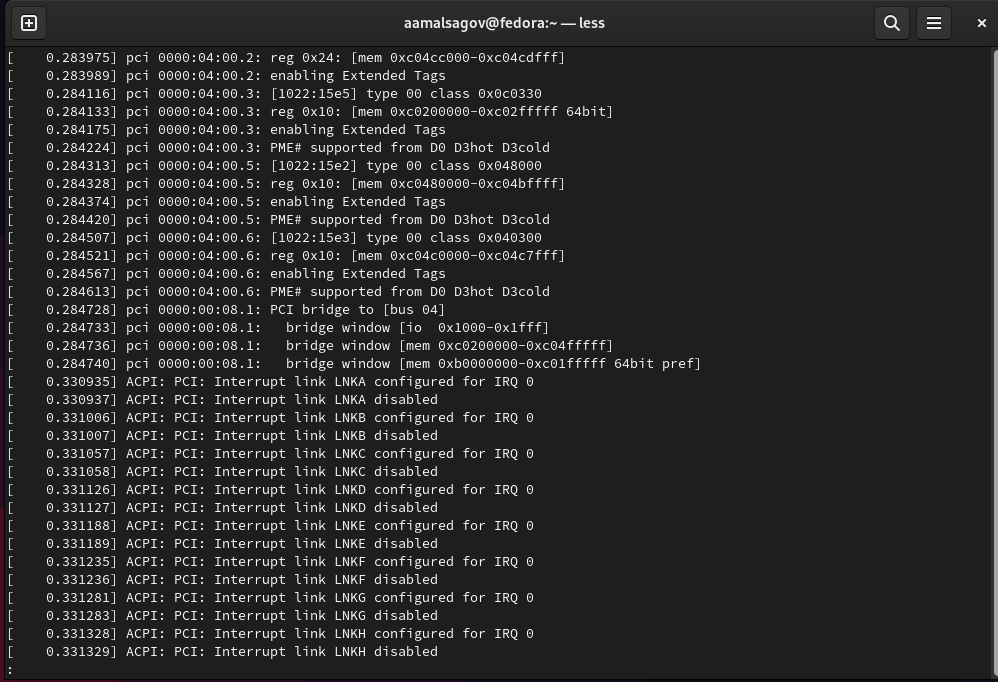 aamalsagov@fedora:~ — less
[    0.283975] pci 0000:04:00.2: reg 0x24: [mem 0xc04cc000-0xc04cdfff]
[    0.283989] pci 0000:04:00.2: enabling Extended Tags
[    0.284116] pci 0000:04:00.3: [1022:15e5] type 00 class 0x0c0330
[    0.284133] pci 0000:04:00.3: reg 0x10: [mem 0xc0200000-0xc02fffff 64bit]
[    0.284175] pci 0000:04:00.3: enabling Extended Tags
[    0.284224] pci 0000:04:00.3: PME# supported from D0 D3hot D3cold
[    0.284313] pci 0000:04:00.5: [1022:15e2] type 00 class 0x048000
[    0.284328] pci 0000:04:00.5: reg 0x10: [mem 0xc0480000-0xc04bffff]
[    0.284374] pci 0000:04:00.5: enabling Extended Tags
[    0.284420] pci 0000:04:00.5: PME# supported from D0 D3hot D3cold
[    0.284507] pci 0000:04:00.6: [1022:15e3] type 00 class 0x040300
[    0.284521] pci 0000:04:00.6: reg 0x10: [mem 0xc04c0000-0xc04c7fff]
[    0.284567] pci 0000:04:00.6: enabling Extended Tags
[    0.284613] pci 0000:04:00.6: PME# supported from D0 D3hot D3cold
[    0.284728] pci 0000:00:08.1: PCI bridge to [bus 04]
[    0.284733] pci 0000:00:08.1:   bridge window [io  0x1000-0x1fff]
[    0.284736] pci 0000:00:08.1:   bridge window [mem 0xc0200000-0xc04fffff]
[    0.284740] pci 0000:00:08.1:   bridge window [mem 0xb0000000-0xc01fffff 64bit pref]
[    0.330935] ACPI: PCI: Interrupt link LNKA configured for IRQ 0
[    0.330937] ACPI: PCI: Interrupt link LNKA disabled
[    0.331006] ACPI: PCI: Interrupt link LNKB configured for IRQ 0
[    0.331007] ACPI: PCI: Interrupt link LNKB disabled
[    0.331057] ACPI: PCI: Interrupt link LNKC configured for IRQ 0
[    0.331058] ACPI: PCI: Interrupt link LNKC disabled
[    0.331126] ACPI: PCI: Interrupt link LNKD configured for IRQ 0
[    0.331127] ACPI: PCI: Interrupt link LNKD disabled
[    0.331188] ACPI: PCI: Interrupt link LNKE configured for IRQ 0
[    0.331189] ACPI: PCI: Interrupt link LNKE disabled
[    0.331235] ACPI: PCI: Interrupt link LNKF configured for IRQ 0
[    0.331236] ACPI: PCI: Interrupt link LNKF disabled
[    0.331281] ACPI: PCI: Interrupt link LNKG configured for IRQ 0
[    0.331283] ACPI: PCI: Interrupt link LNKG disabled
[    0.331328] ACPI: PCI: Interrupt link LNKH configured for IRQ 0
[    0.331329] ACPI: PCI: Interrupt link LNKH disabled
: